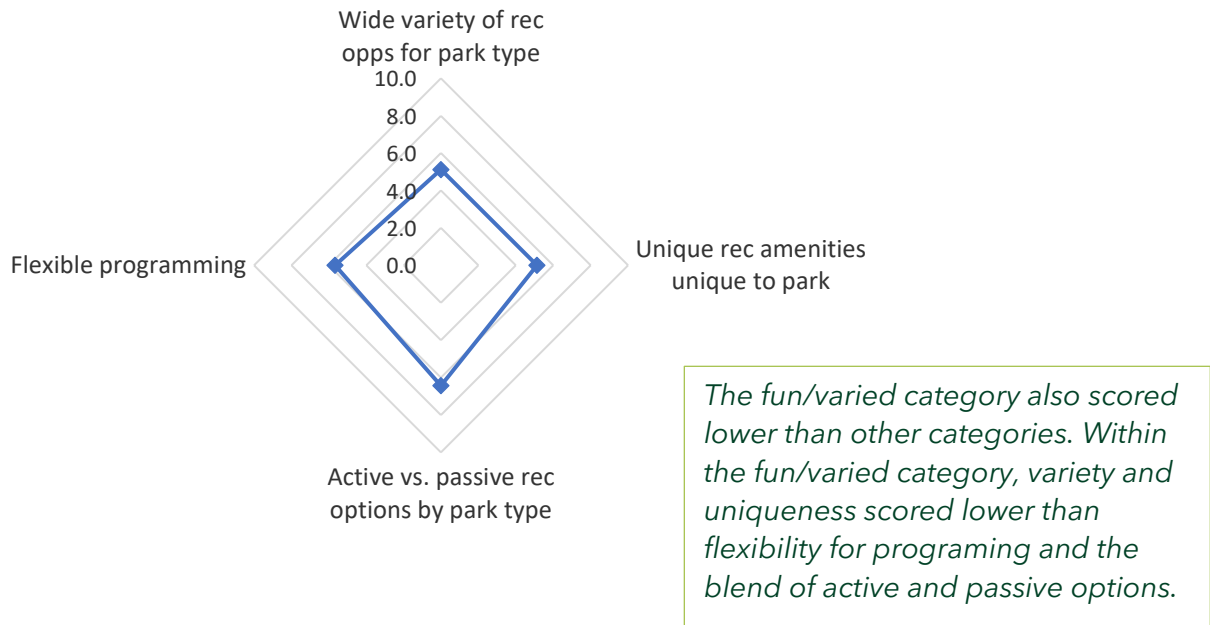 Wide variety of rec
opps for park type
10.0
8.0
6.0
4.0
2.0
0.0
Flexible programming
Unique rec amenities
unique to park
Active vs. passive rec
options by park type
The fun/varied category also scored
lower than other categories. Within
the fun/varied category, variety and
uniqueness scored lower than
flexibility for programing and the
blend of active and passive options.